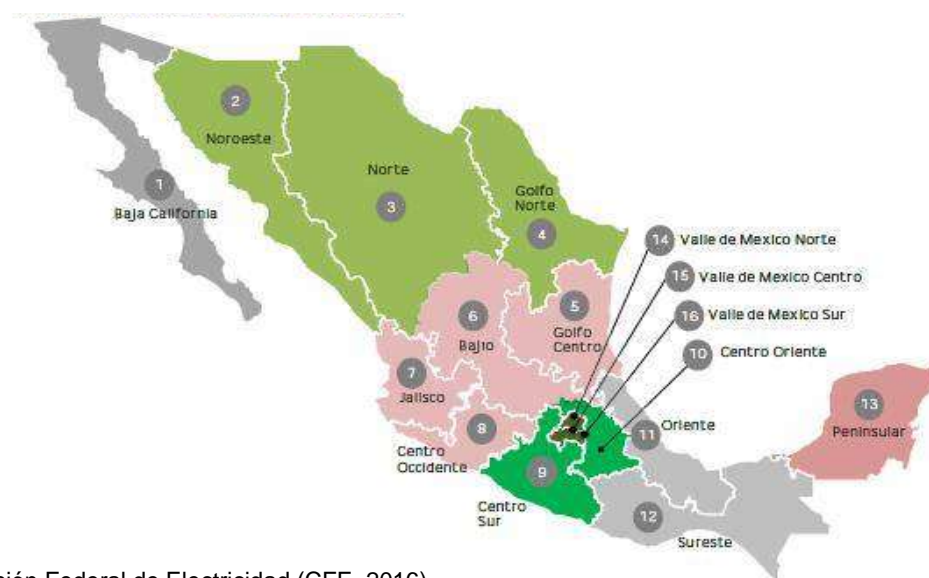 2
Noroeste
Norte
3
Golfo
Norte
4
1
Baja California
14 Valle de Mexico Norte
15 Valle de Mexico Centro
16 Valle de Mexico Sur
10 Centro Oriente
5
Golfo
Centro
6
Bajio
7
Jalisco
8
Centro
Occidente
9
Centro
Sur
11
Oriente
12
Sureste
13
Peninsular
Federal de Electricidad (CFE, 2016)